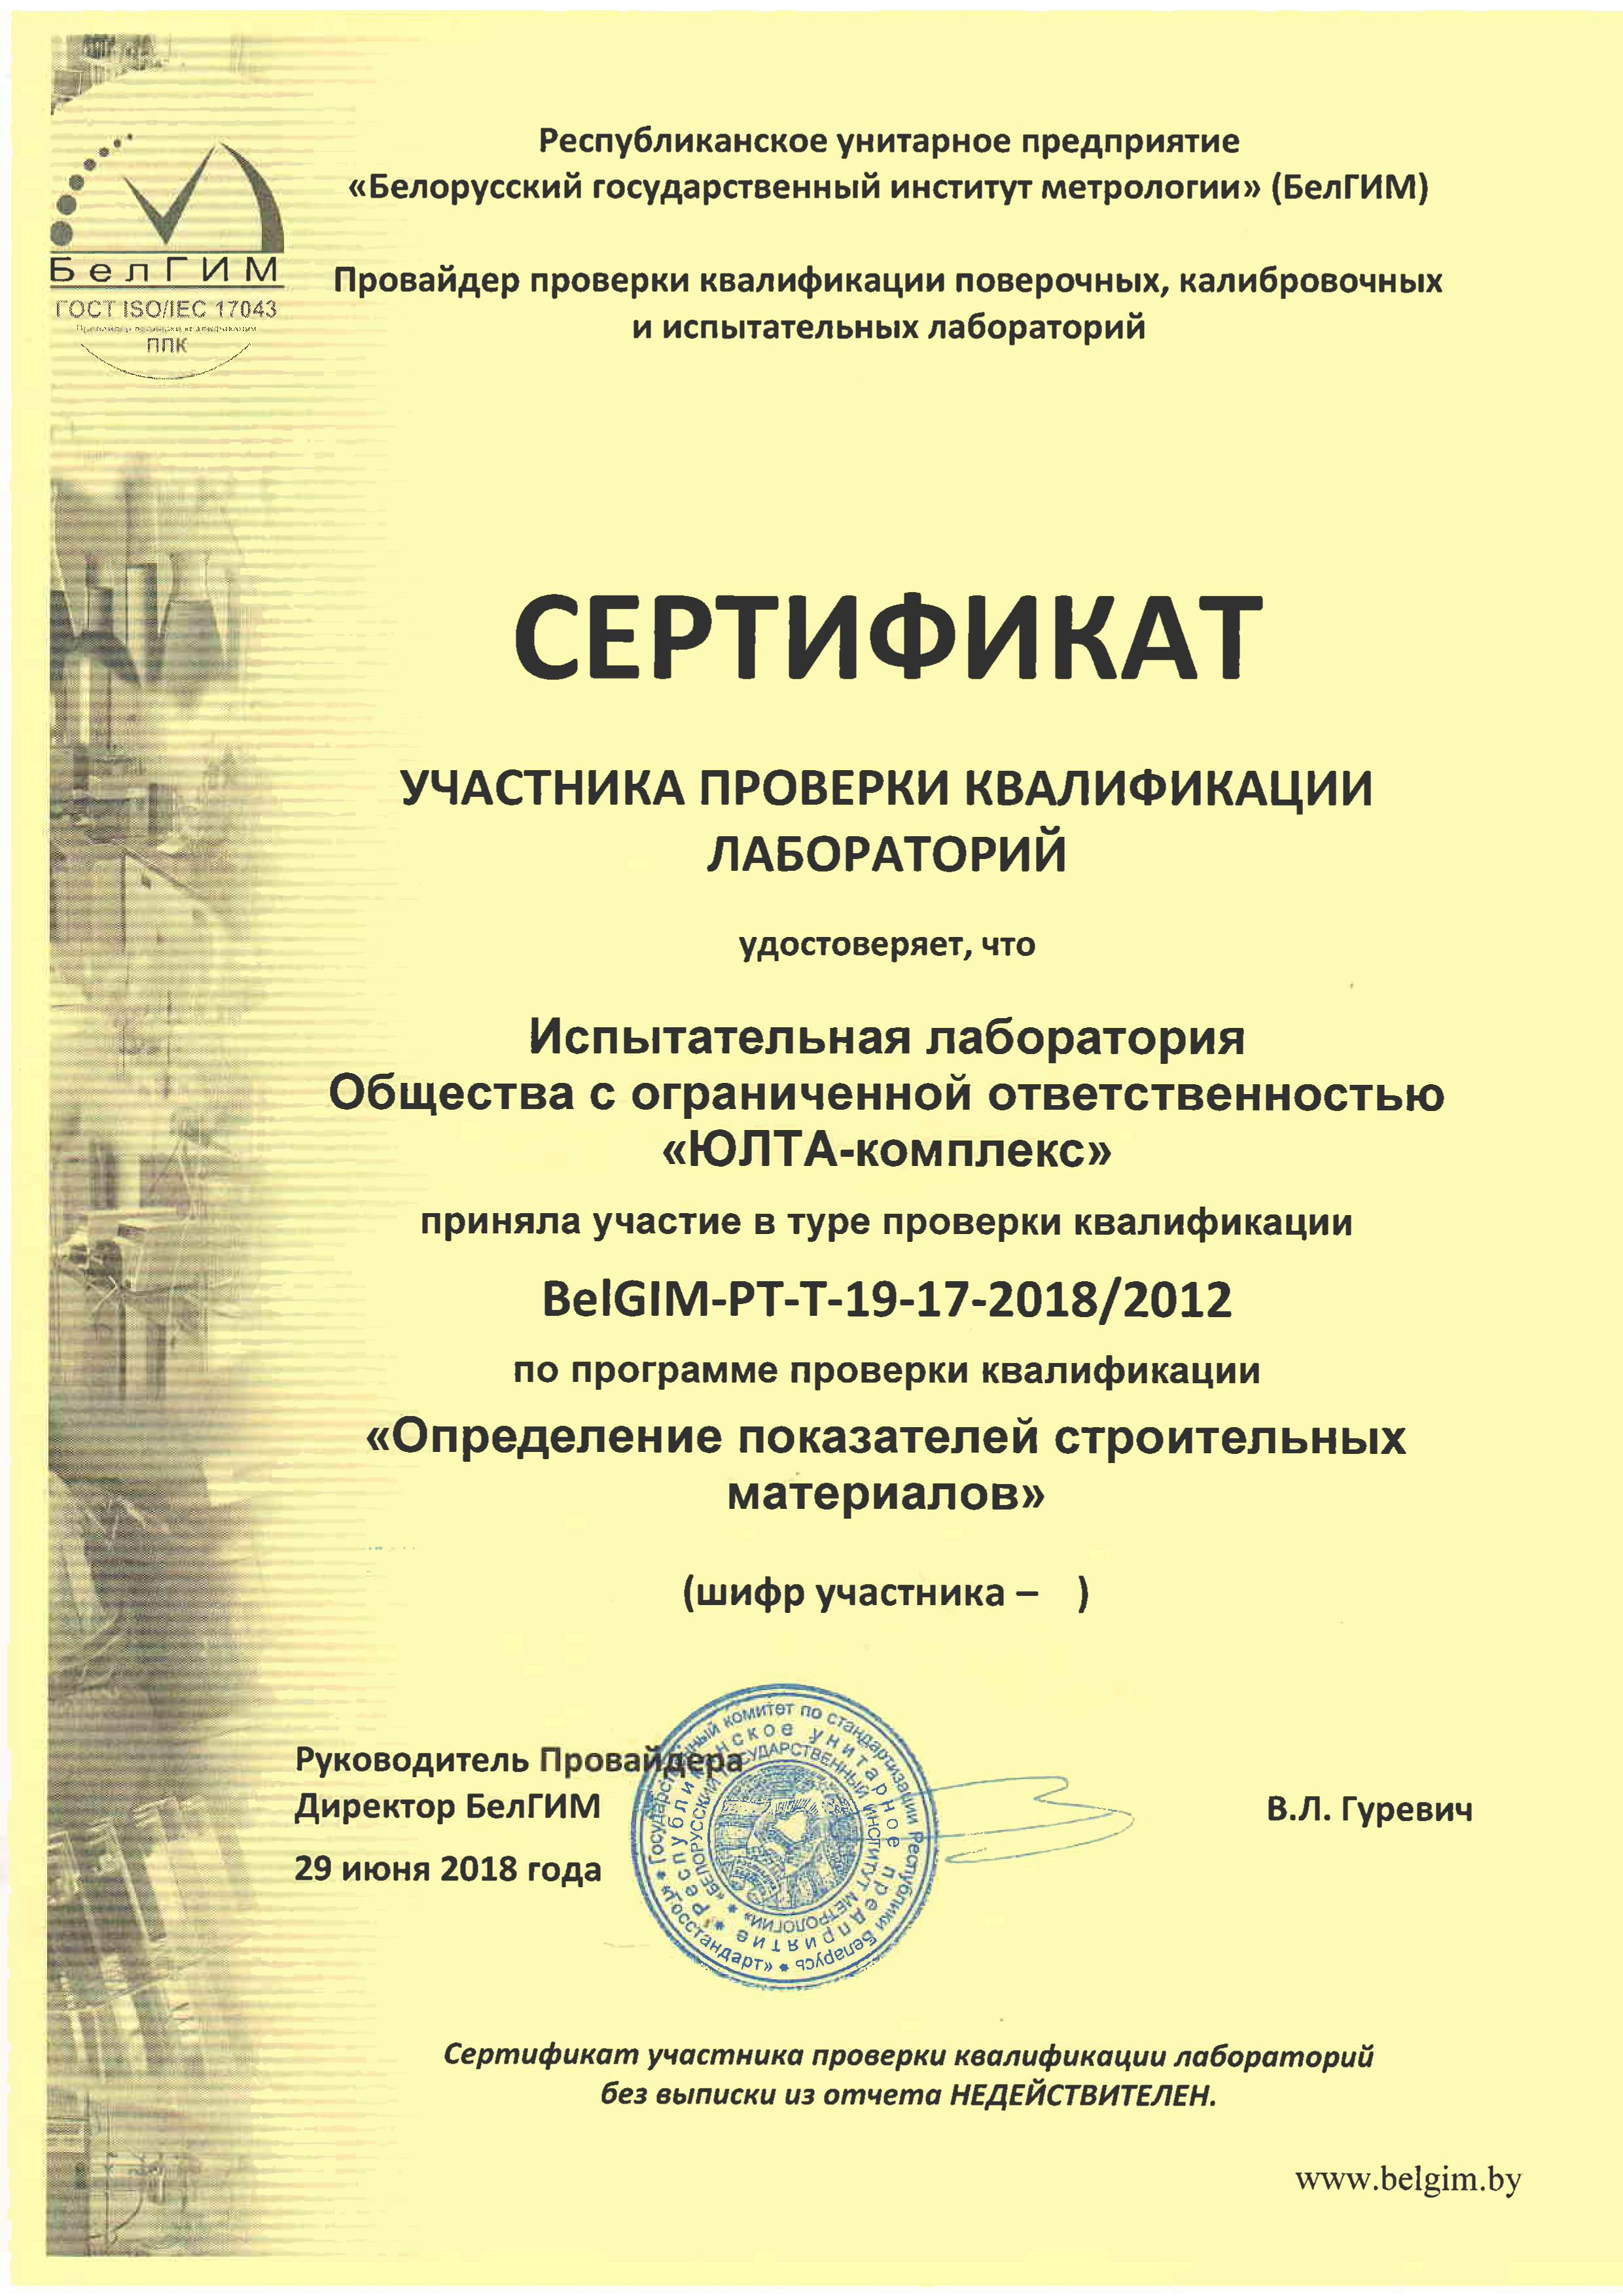 Республиканское унитарное предприятие
«Белорусский государственный институт метрологии» (БелГИМ)
БелГИМ
ГОСТ ISO/IEC 17043
Провайдер проверки квалификации
ППК
Провайдер проверки квалификации поверочных, калибровочных
и испытательных лабораторий
СЕРТИФИКАТ
УЧАСТНИКА ПРОВЕРКИ КВАЛИФИКАЦИИ
ЛАБОРАТОРИЙ
удостоверяет, что
Испытательная лаборатория
Общества с ограниченной ответственностью
«ЮЛТА-комплекс»
приняла участие в туре проверки квалификации
BelGIM-PT-T-19-17-2018/2012
по программе проверки квалификации
«Определение показателей строительных
материалов»
(шифр участника – )
Руководитель Провайдера
Директор БелГИМ
В.Л. Гуревич
29 июня 2018 года
Государственный комитет по стандартизации Республики Беларусь * «Госстандарт» *
Республиканское унитарное предприятие *
«БЕЛОРУССКИЙ ГОСУДАРСТВЕННЫЙ ИНСТИТУТ МЕТРОЛОГИИ» *
Сертификат участника проверки квалификации лабораторий
без выписки из отчета НЕДЕЙСТВИТЕЛЕН.
www.belgim.by